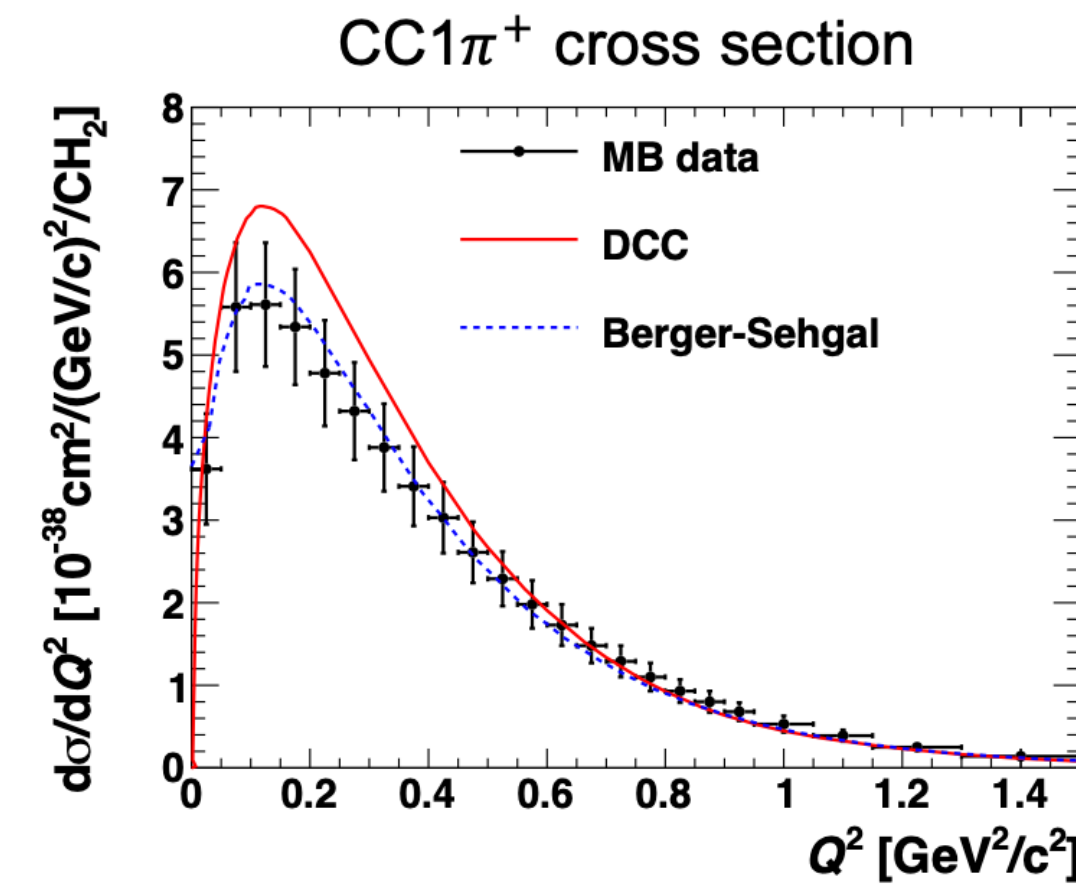 CC1π⁺ cross section
dσ/dQ² [10⁻³⁸cm²/(GeV/c)²/CH₂]
8
7
6
5
4
3
2
1
0
MB data
DCC
Berger-Sehgal
0 0.2 0.4 0.6 0.8 1 1.2 1.4
Q² [GeV²/c²]